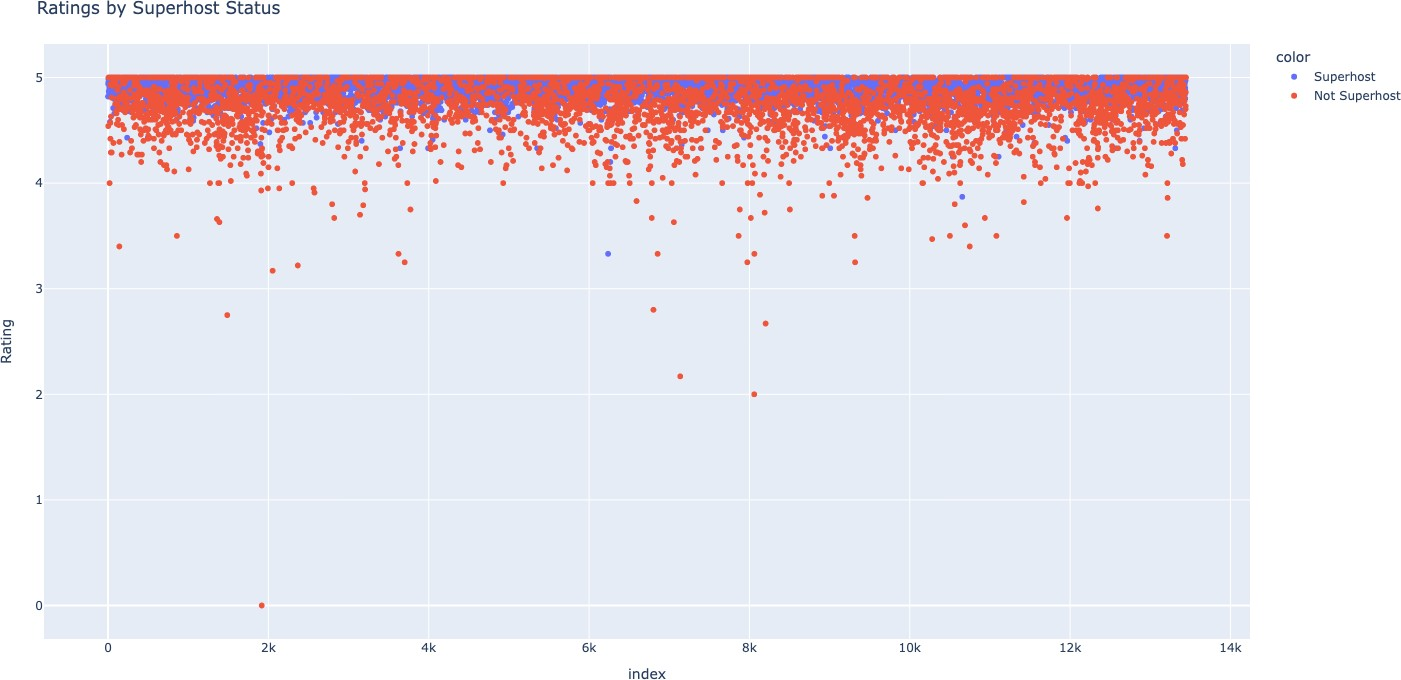 Ratings by Superhost Status
color
Superhost
Not Superhost
Rating
5
4
3
2
1
0
0 2k 4k 6k 8k 10k 12k 14k
index